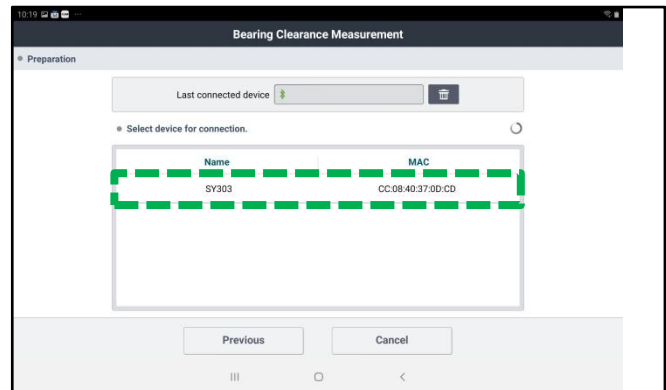 10:19
Bearing Clearance Measurement
Preparation
Last connected device
Select device for connection.
Name MAC
SY303 CC:08:40:37:0D:CD
Previous Cancel